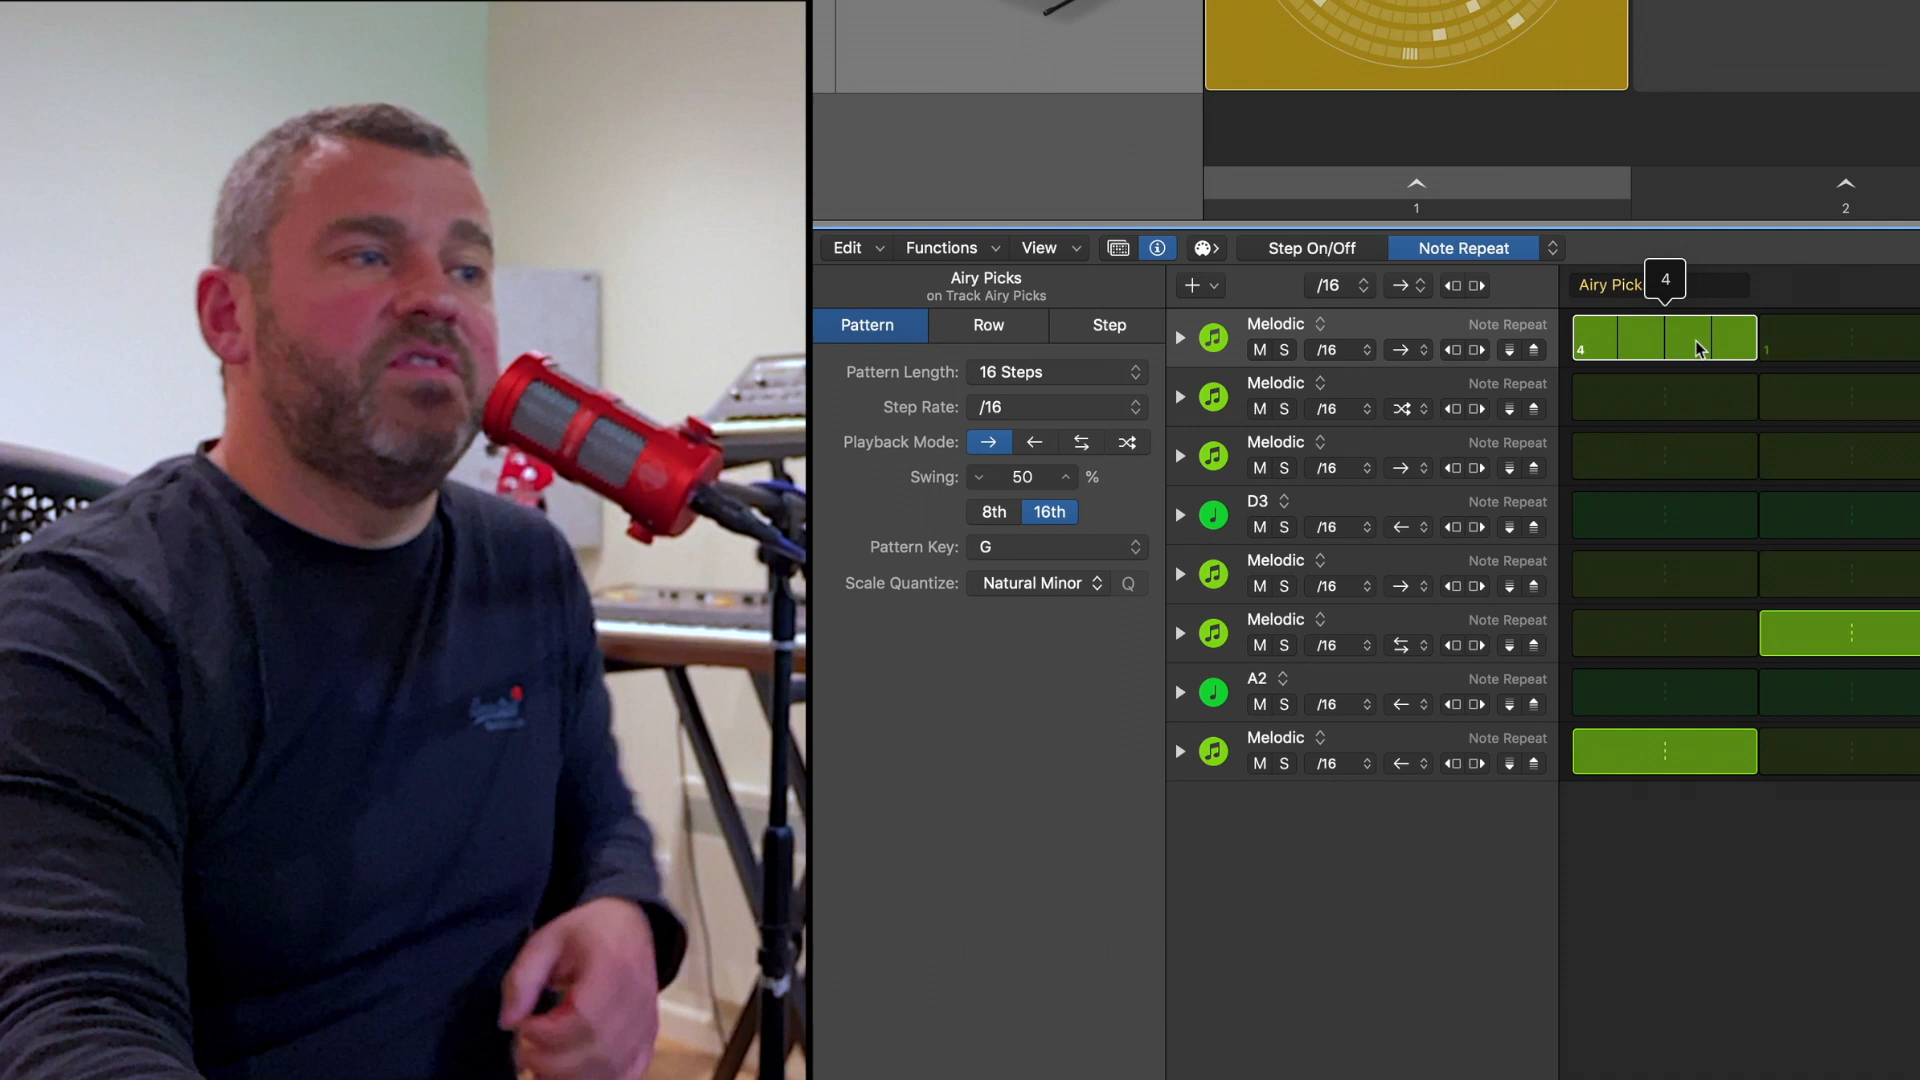 1
2
Edit
Functions
View
Step On/Off
Note Repeat
Airy Picks
on Track Airy Picks
/16
Airy Pick
4
Pattern
Row
Step
Pattern Length: 16 Steps
Step Rate: /16
Playback Mode:
Swing: 50 %
8th
16th
Pattern Key: G
Scale Quantize: Natural Minor Q
Melodic Note Repeat
M S /16
4
1
Melodic Note Repeat
M S /16
Melodic Note Repeat
M S /16
D3 Note Repeat
M S /16
Melodic Note Repeat
M S /16
Melodic Note Repeat
M S /16
A2 Note Repeat
M S /16
Melodic Note Repeat
M S /16